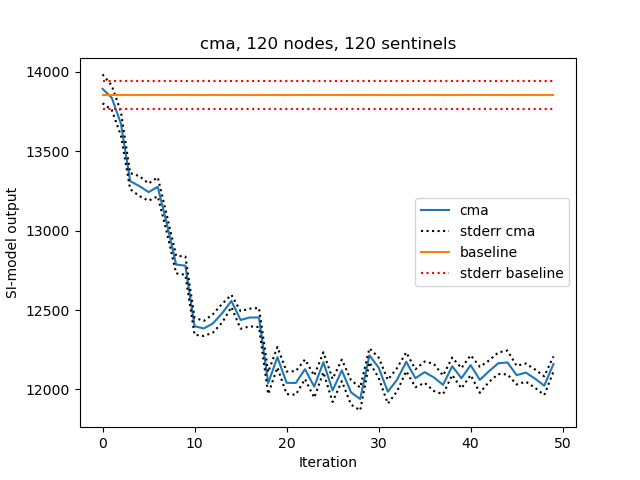 cma, 120 nodes, 120 sentinels
14000
13500
13000
12500
12000
SI-model output
cma
stderr cma
baseline
stderr baseline
0 10 20 30 40 50
Iteration